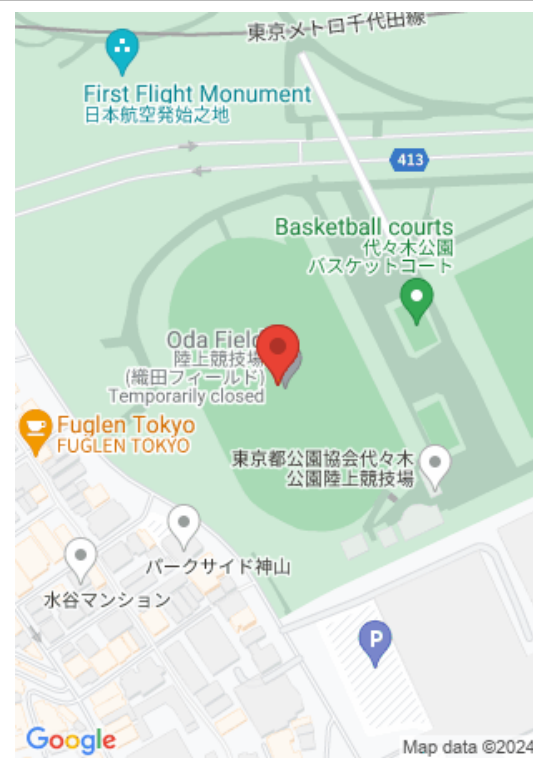 東京メトロ千代田線
First Flight Monument
日本航空発始之地
413
Basketball courts
代々木公園
バスケットコート
Oda Field
陸上競技場
(織田フィールド)
Temporarily closed
Fuglen Tokyo
FUGLEN TOKYO
東京都公園協会代々木
公園陸上競技場
パークサイド神山
水谷マンション
P
Google
Map data ©2024